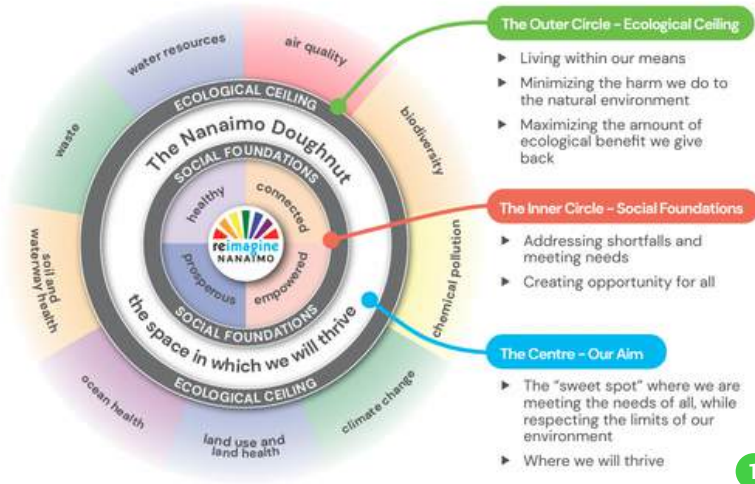 water resources
air quality
biodiversity
chemical pollution
climate change
land use and
land health
ocean health
soil and
waterway health
waste
ECOLOGICAL CEILING
The Nanaimo Doughnut
SOCIAL FOUNDATIONS
healthy
connected
reimagine
NANAIMO
prosperous
empowered
SOCIAL FOUNDATIONS
the space in which we will thrive
ECOLOGICAL CEILING
The Outer Circle - Ecological Ceiling
▶ Living within our means
▶ Minimizing the harm we do to
the natural environment
▶ Maximizing the amount of
ecological benefit we give
back
The Inner Circle - Social Foundations
▶ Addressing shortfalls and
meeting needs
▶ Creating opportunity for all
The Centre - Our Aim
▶ The “sweet spot” where we are
meeting the needs of all, while
respecting the limits of our
environment
▶ Where we will thrive